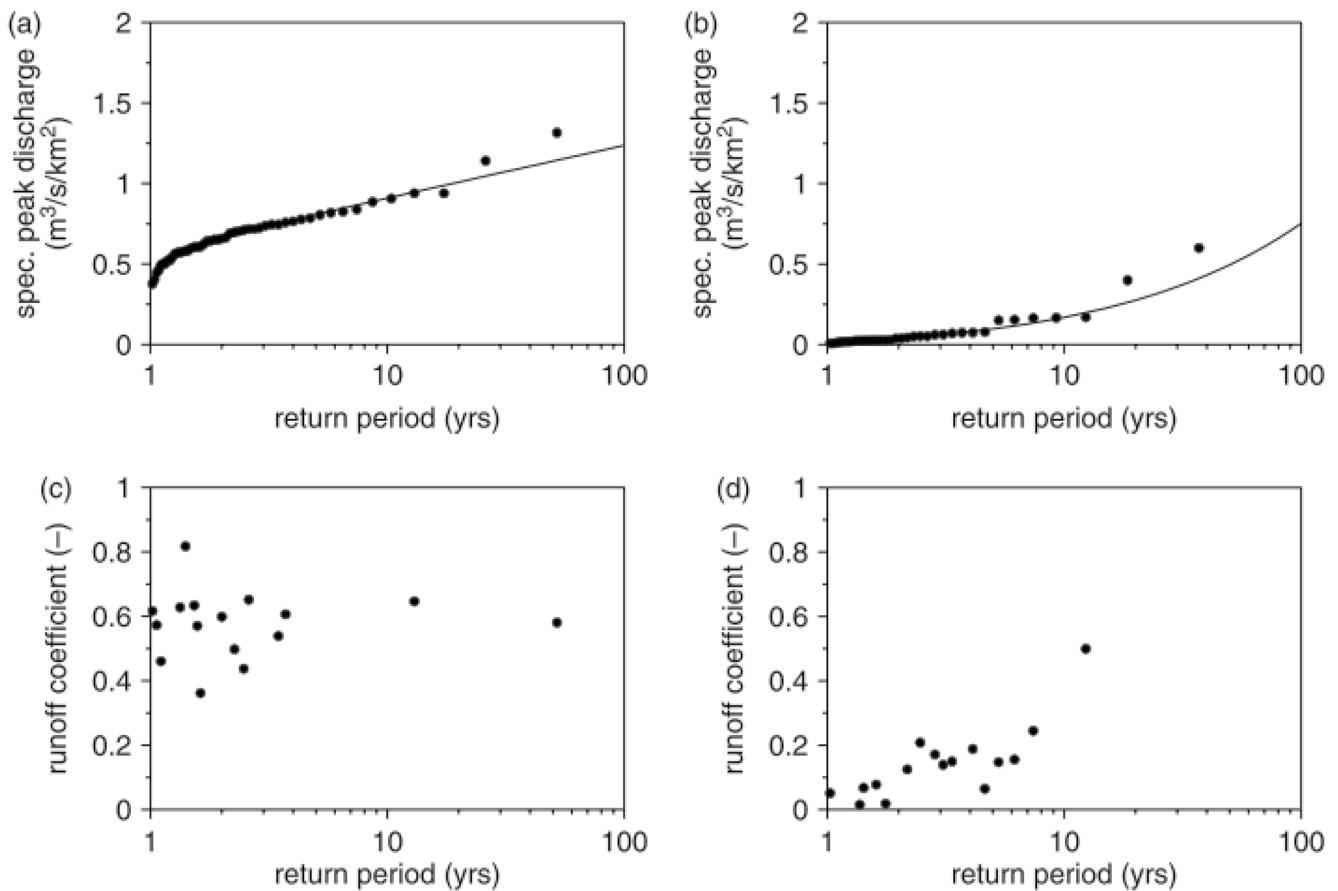 (a)
spec. peak discharge
(m³/s/km²)
2
1.5
1
0.5
0
1
10
100
return period (yrs)
(b)
spec. peak discharge
(m³/s/km²)
2
1.5
1
0.5
0
1
10
100
return period (yrs)
(c)
runoff coefficient (–)
1
0.8
0.6
0.4
0.2
0
1
10
100
return period (yrs)
(d)
runoff coefficient (–)
1
0.8
0.6
0.4
0.2
0
1
10
100
return period (yrs)